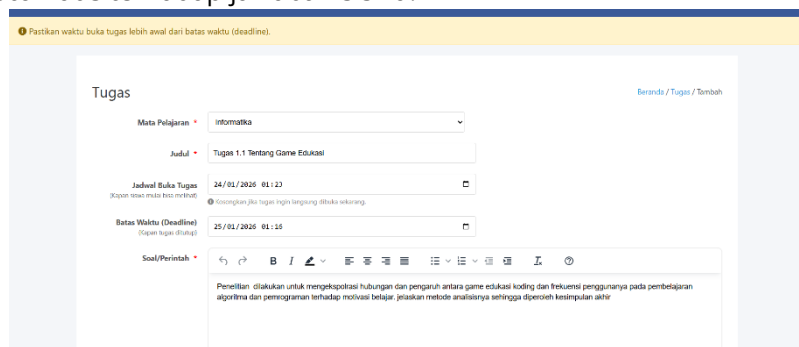 Pastikan waktu buka tugas lebih awal dari batas waktu (deadline).
Tugas
Beranda / Tugas / Tambah
Mata Pelajaran *
Informatika
Judul *
Tugas 1.1 Tentang Game Edukasi
Jadwal Buka Tugas
(Kapan siswa mulai bisa melihat)
24/01/2026 01:23
Kosongkan jika tugas ingin langsung dibuka sekarang.
Batas Waktu (Deadline)
(Kapan tugas ditutup)
25/01/2026 01:16
Soal/Perintah *
Penelitian dilakukan untuk mengekspolrasi hubungan dan pengaruh antara game edukasi koding dan frekuensi penggunanya pada pembelajaran
algoritma dan pemrograman terhadap motivasi belajar, jelaskan metode analisisnya sehingga diperoleh kesimpulan akhir